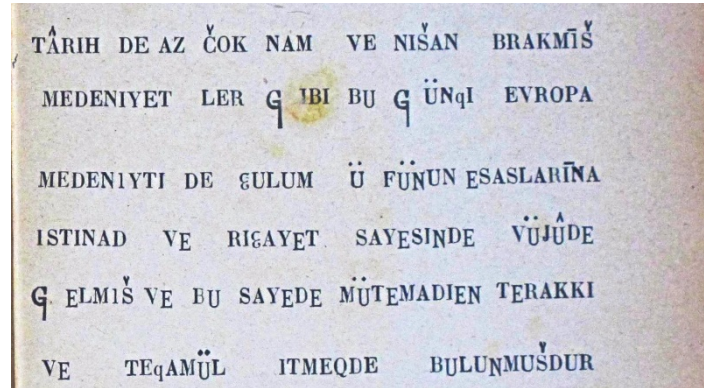 TÂRIH DE AZ ČOK NAM VE NIŠAN BRAKMĪŠ
MEDENIYET LER GIBI BU GÜNqI EVROPA
MEDENIYTI DE ƐULUM Ü FÜNUN ESASLARĪNA
ISTINAD VE RIƐAYET SAYESINDE VÜJÛDE
GELMIŠ VE BU SAYEDE MÜTEMADIEN TERAKKI
VE TEqAMÜL ITMEQDE BULUNMUŠDUR